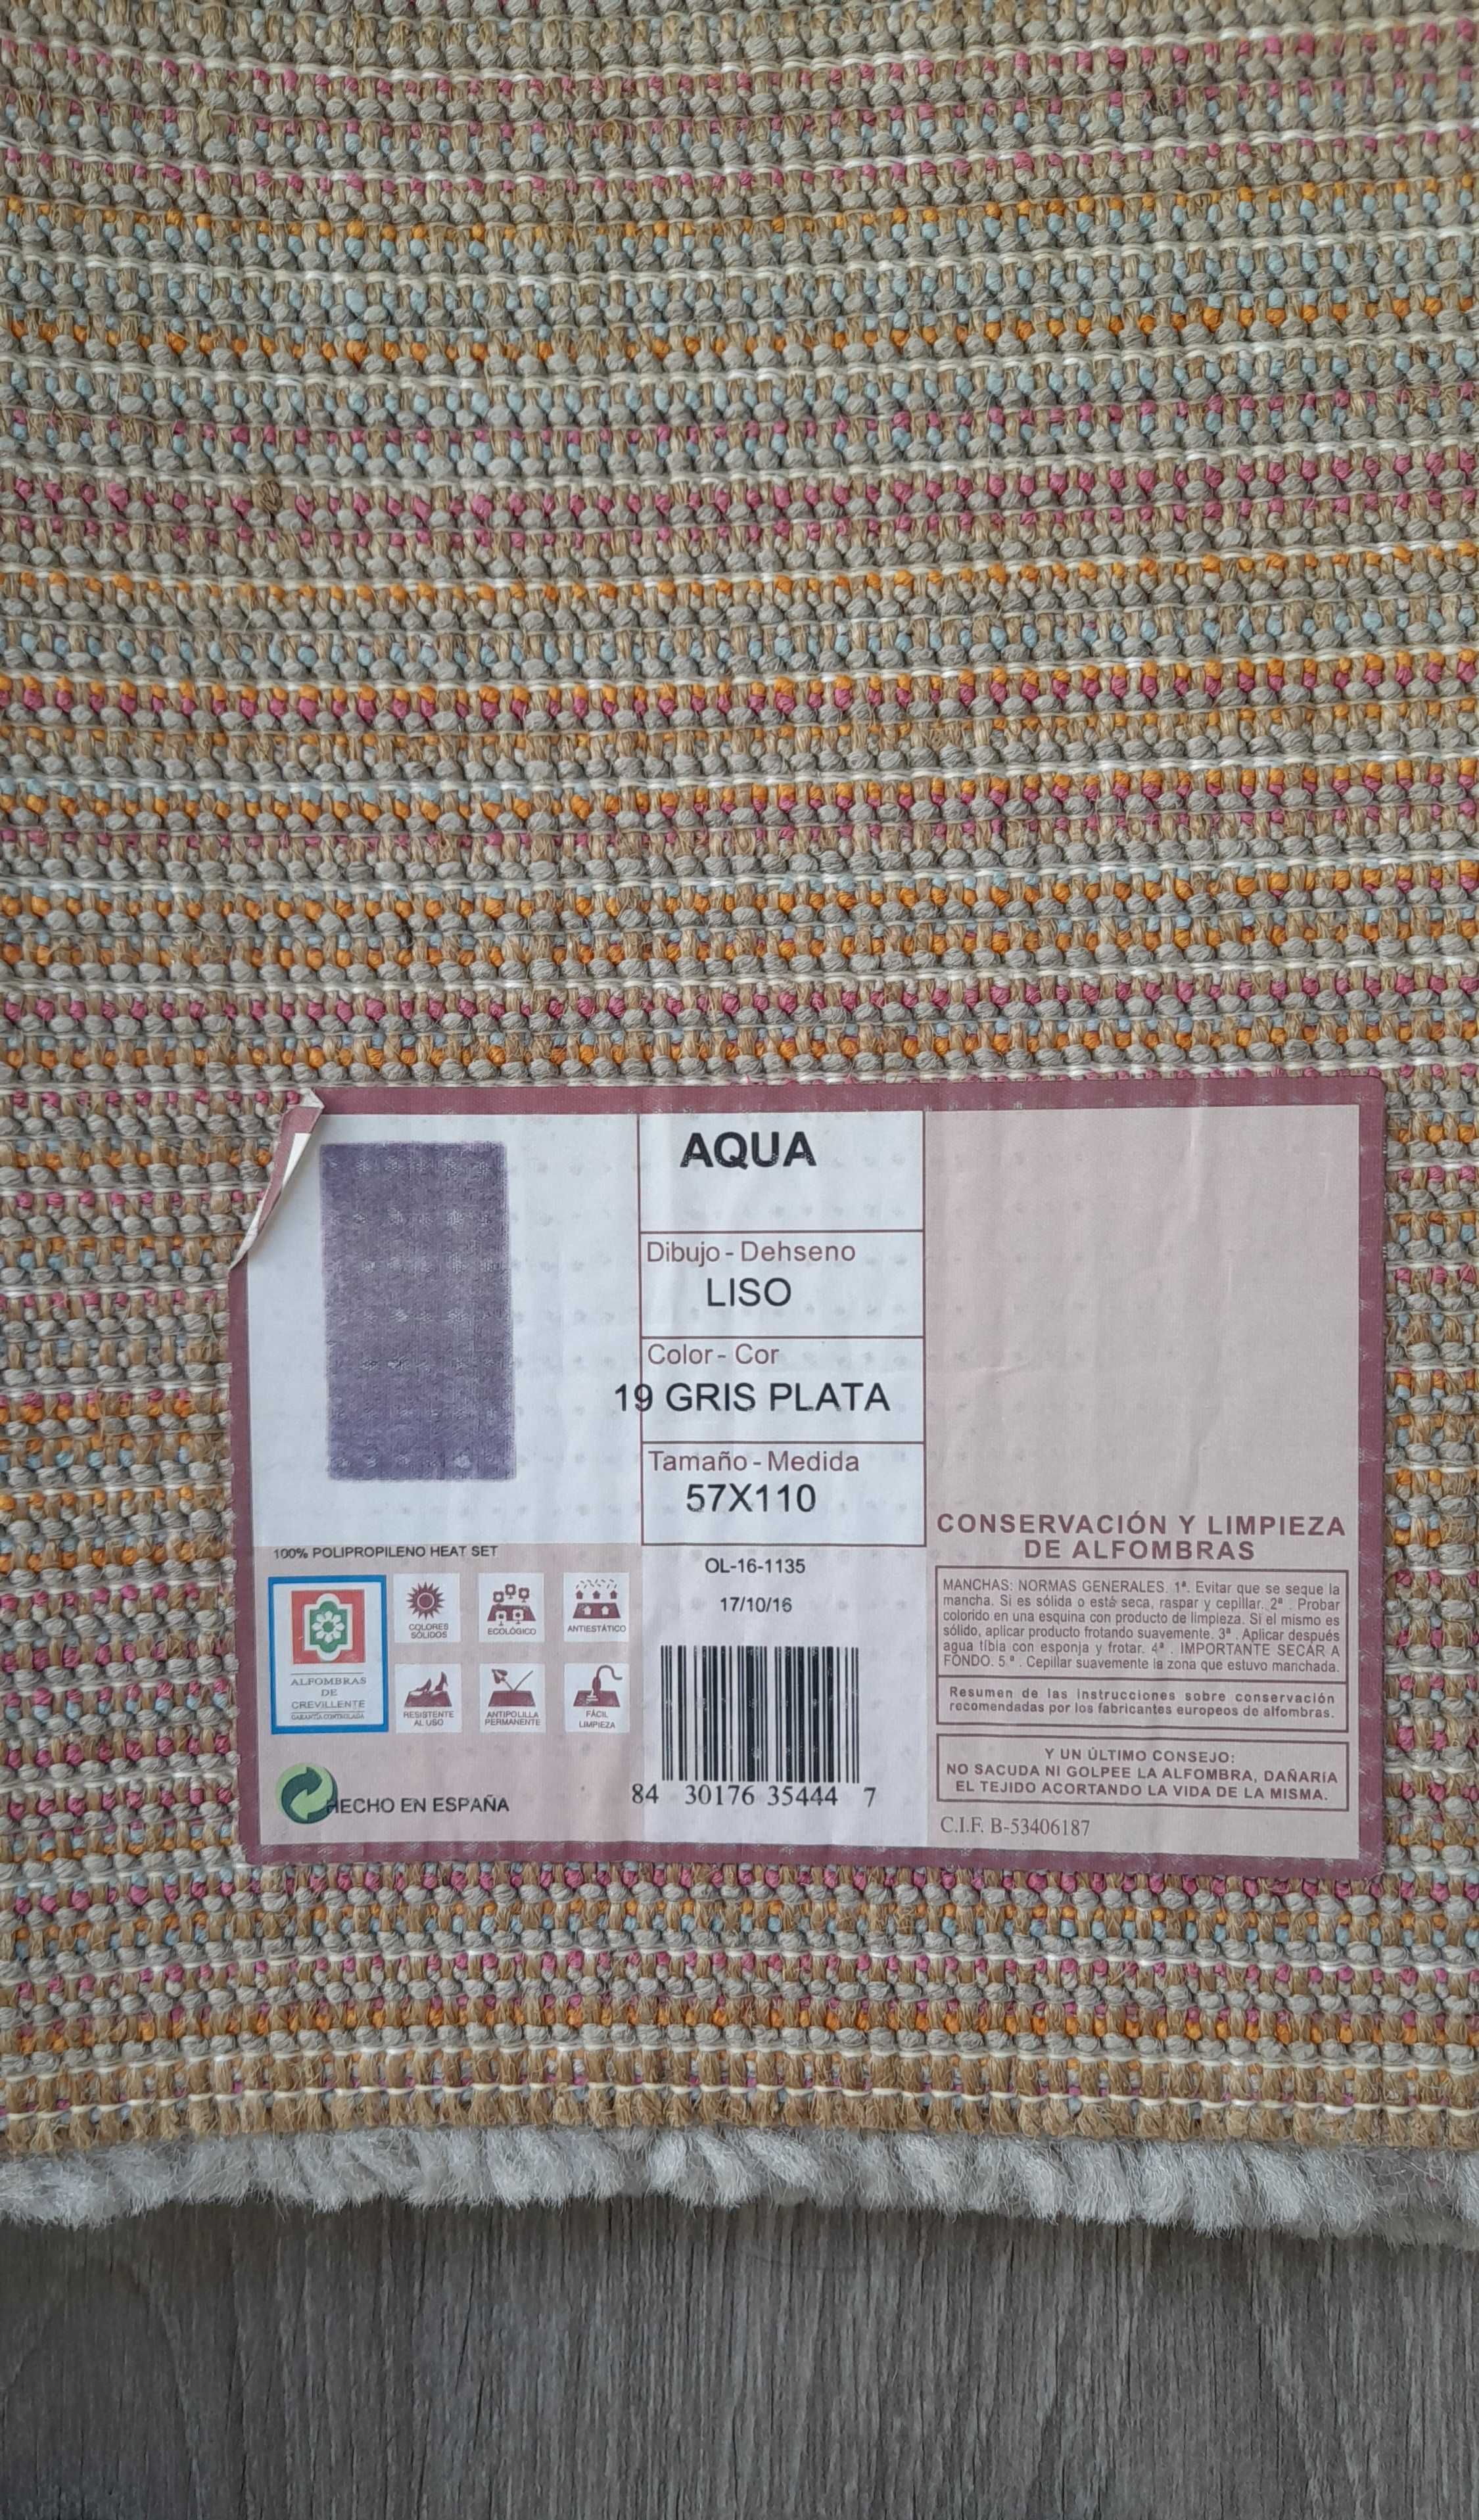 AQUA
Dibujo - Dehseno
LISO
Color - Cor
19 GRIS PLATA
Tamaño - Medida
57X110
OL-16-1135
17/10/16
84 30176 35444 7
100% POLIPROPILENO HEAT SET
ALFOMBRAS
DE
CREVILLENTE
GARANTÍA CONTROLADA
COLORES
SÓLIDOS
ECOLÓGICO
ANTIESTÁTICO
RESISTENTE
AL USO
ANTIPOLILLA
PERMANENTE
FÁCIL
LIMPIEZA
HECHO EN ESPAÑA
CONSERVACIÓN Y LIMPIEZA
DE ALFOMBRAS
MANCHAS: NORMAS GENERALES. 1ª. Evitar que se seque la
mancha. Si es sólida o está seca, raspar y cepillar. 2ª . Probar
colorido en una esquina con producto de limpieza. Si el mismo es
sólido, aplicar producto frotando suavemente. 3ª . Aplicar después
agua tibia con esponja y frotar. 4ª . IMPORTANTE SECAR A
FONDO. 5 ª . Cepillar suavemente la zona que estuvo manchada.
Resumen de las instrucciones sobre conservación
recomendadas por los fabricantes europeos de alfombras.
Y UN ÚLTIMO CONSEJO:
NO SACUDA NI GOLPEE LA ALFOMBRA, DAÑARíA
EL TEJIDO ACORTANDO LA VIDA DE LA MISMA.
C.I.F. B-53406187